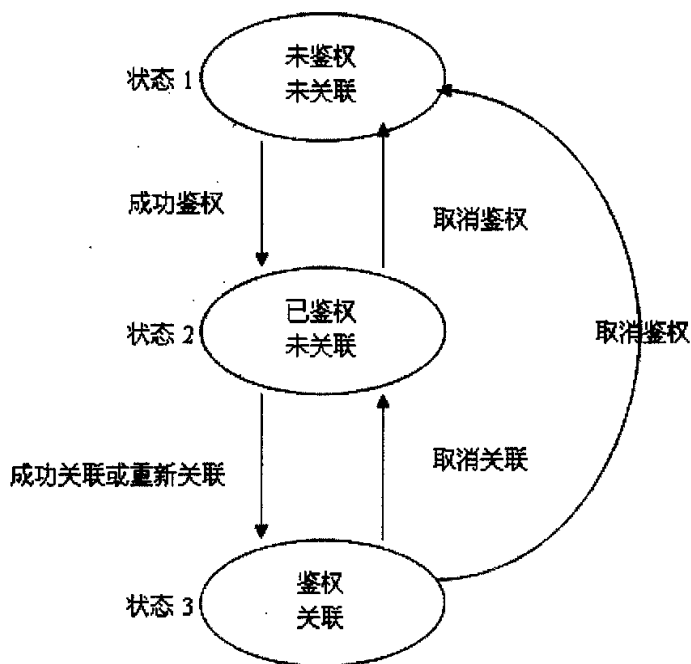 未鉴权
状态 1
未关联
成功鉴权
取消鉴权
已鉴权
状态 2
未关联
取消鉴权
成功关联或重新关联
取消关联
鉴权
状态 3
关联